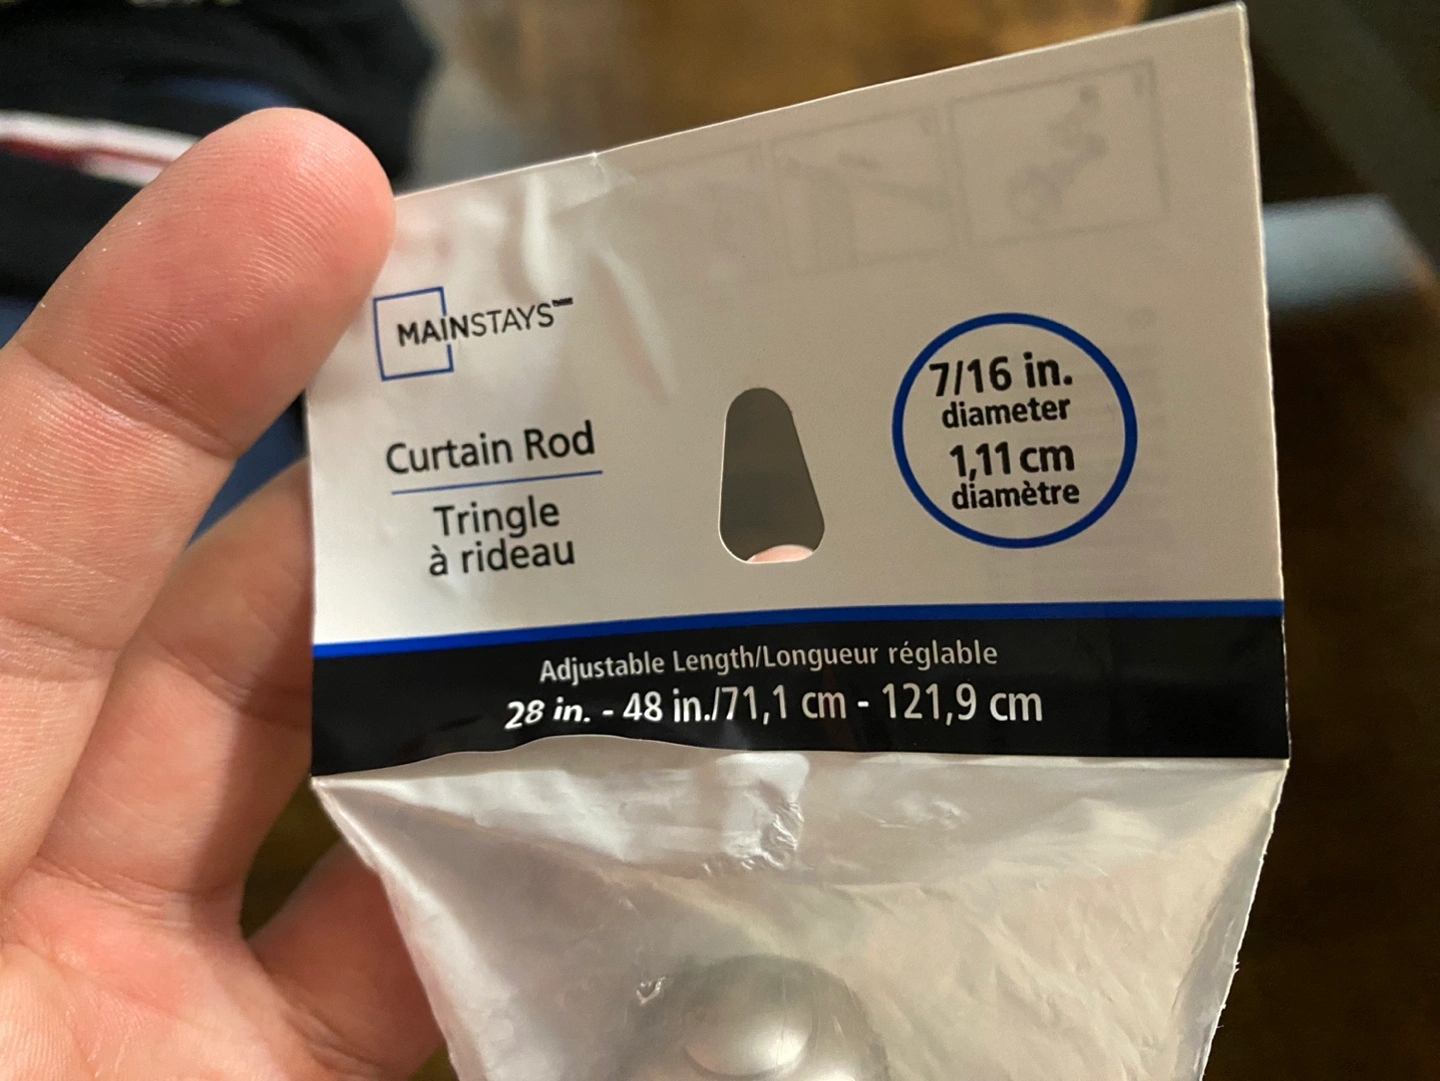 MAINSTAYS™
Curtain Rod
Tringle
à rideau
7/16 in.
diameter
1,11 cm
diamètre
Adjustable Length/Longueur réglable
28 in. - 48 in./71,1 cm - 121,9 cm